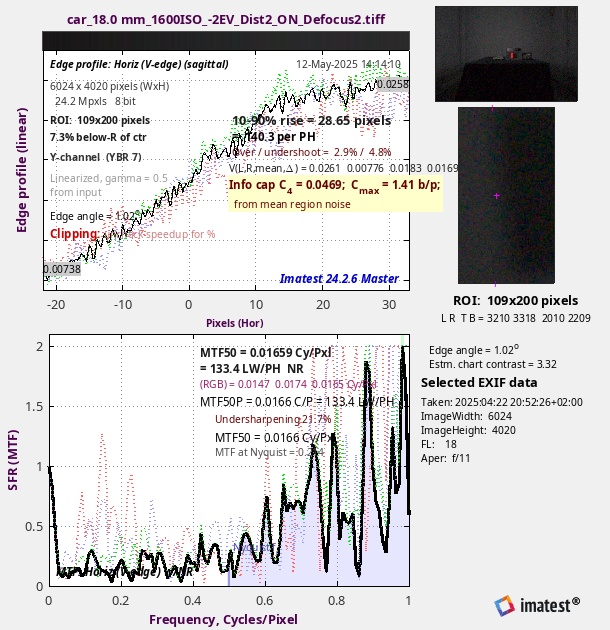 car_18.0 mm_1600ISO_-2EV_Dist2_ON_Defocus2.tiff
Edge profile: Horiz (V-edge) (sagittal)
12-May-2025 14:14:10
6024 x 4020 pixels (WxH)
24.2 Mpxls 8 bit
ROI: 109x200 pixels
7.3% below-R of ctr
Y-channel (YBR 7)
Linearized, gamma = 0.5
from input
Edge angle = 1.02°
Clipping:
speedup for %
0.0258
10-90% rise = 28.65 pixels
= 140.3 per PH
Over / undershoot = 2.9% / 4.8%
V(L,R,mean,Δ) = 0.0261 0.00776 0.0183 0.0169
Info cap C4 = 0.0469; Cmax = 1.41 b/p;
from mean region noise
0.00738
Imatest 24.2.6 Master
Edge profile (linear)
-20 -10 0 10 20 30
Pixels (Hor)
ROI: 109x200 pixels
L R T B = 3210 3318 2010 2209
Edge angle = 1.02°
Estm. chart contrast = 3.32
Selected EXIF data
Taken: 2025:04:22 20:52:26+02:00
ImageWidth: 6024
ImageHeight: 4020
FL: 18
Aper: f/11
MTF50 = 0.01659 Cy/Pxl
= 133.4 LW/PH NR
(RGB) = 0.0147 0.0174 0.0165 Cy/Pxl
MTF50P = 0.0166 C/P = 133.4 LW/PH
Undersharpening 21.7%
MTF50 = 0.0166 Cy/Pxl
MTF at Nyquist =
MTF: Horiz (V-edge)
SFR (MTF)
2
1.5
1
0.5
0
0 0.2 0.4 0.6 0.8 1
Frequency, Cycles/Pixel
imatest®